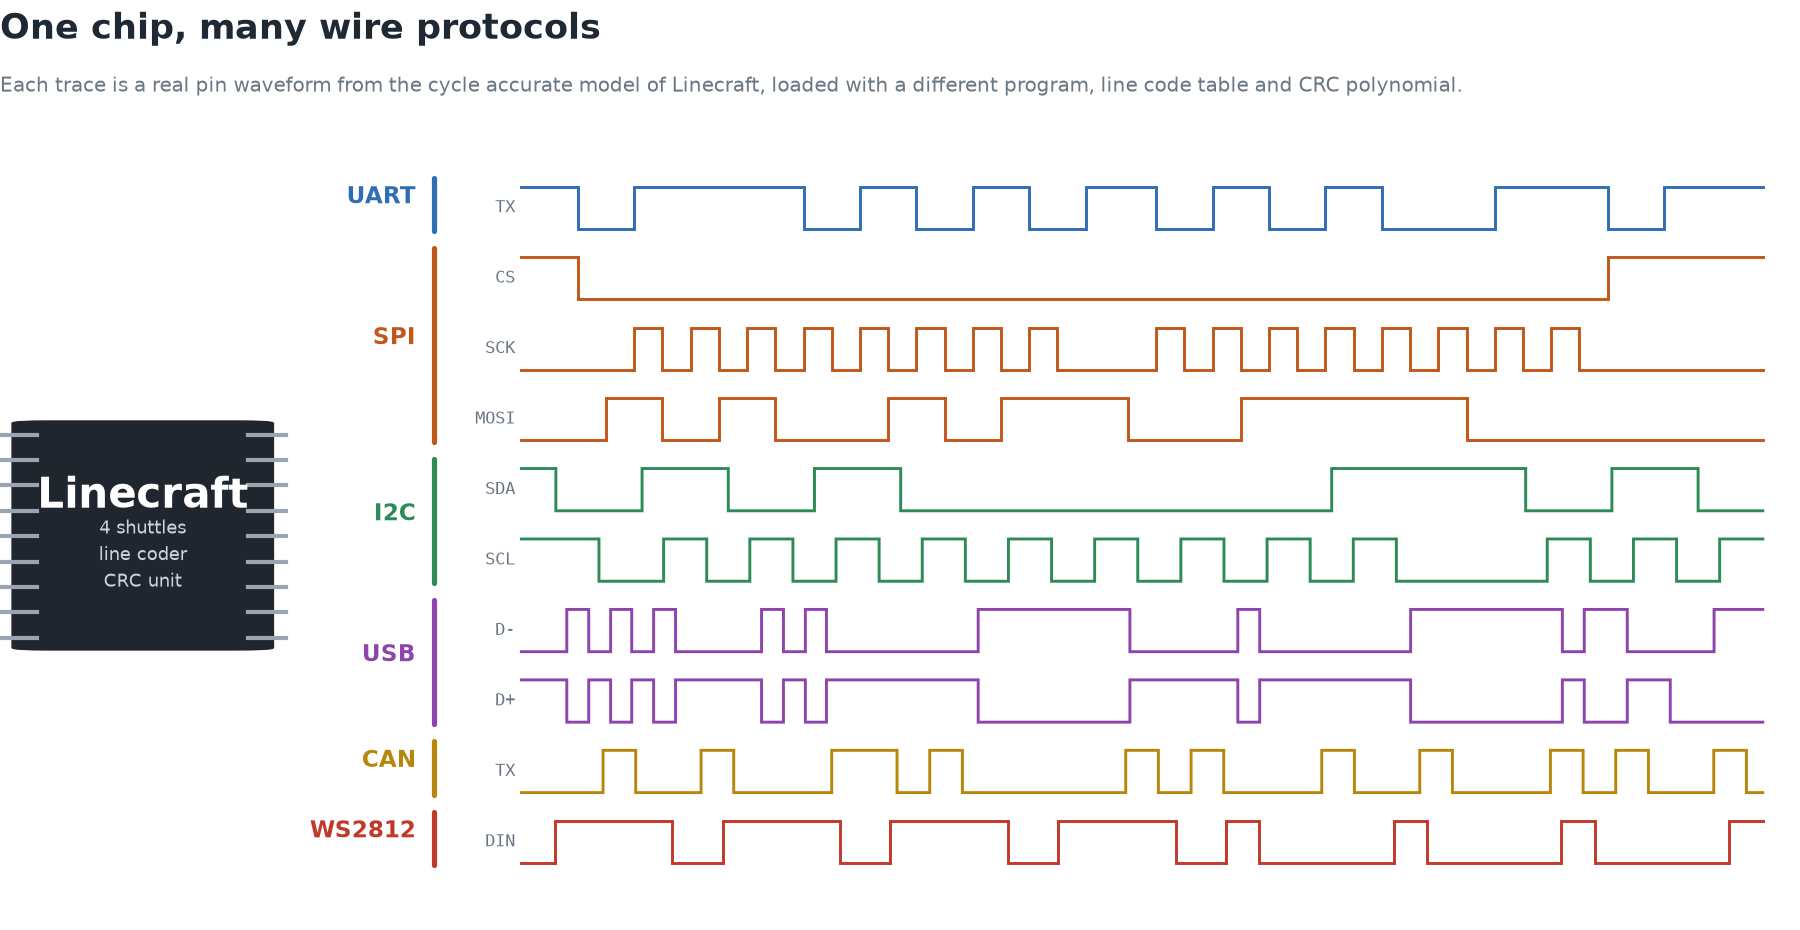 One chip, many wire protocols
Each trace is a real pin waveform from the cycle accurate model of Linecraft, loaded with a different program, line code table and CRC polynomial.
Linecraft
4 shuttles
line coder
CRC unit
UART
TX
SPI
CS
SCK
MOSI
I2C
SDA
SCL
USB
D-
D+
CAN
TX
WS2812
DIN